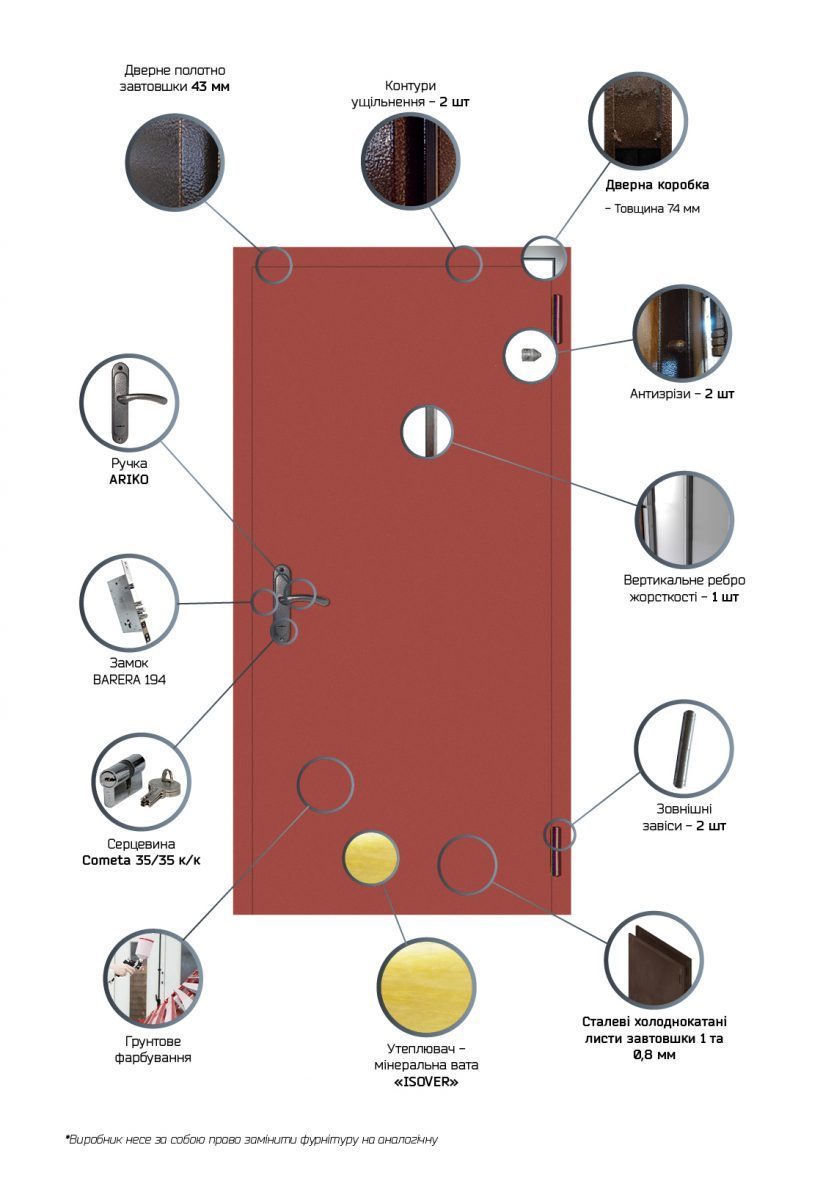 Дверне полотно
завтовшки 43 мм
Контури
ущільнення – 2 шт
Дверна коробка
– Товщина 74 мм
Антизрізи – 2 шт
Ручка
ARIKO
Вертикальне ребро
жорсткості – 1 шт
Замок
BARERA 194
Зовнішні
завіси – 2 шт
Серцевина
Cometa 35/35 к/к
Грунтове
фарбування
Утеплювач –
мінеральна вата
«ISOVER»
Сталеві холоднокатані
листи завтовшки 1 та
0,8 мм
*Виробник несе за собою право замінити фурнітуру на аналогічну